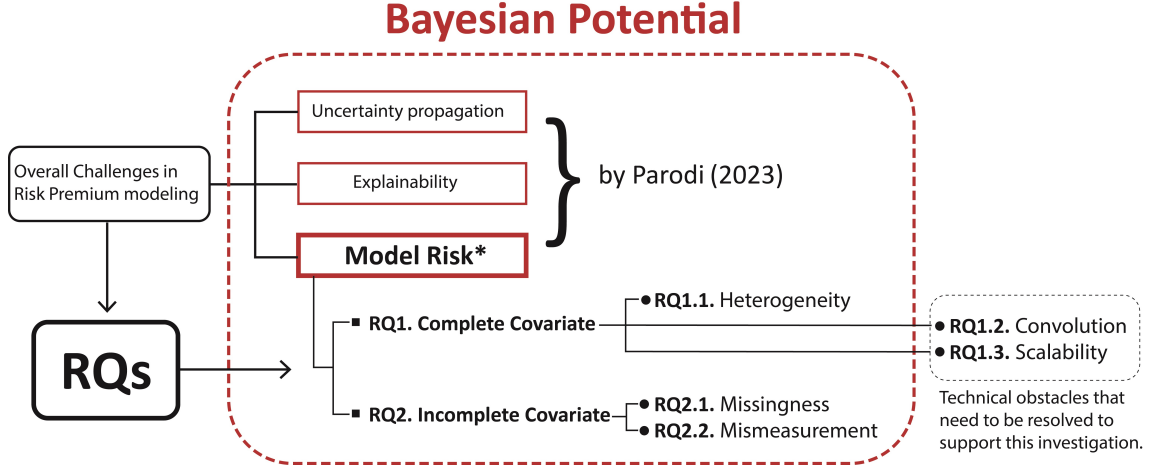 Bayesian Potential
Uncertainty propagation
Explainability
Model Risk*
by Parodi (2023)
Overall Challenges in
Risk Premium modeling
RQs
RQ1. Complete Covariate
RQ1.1. Heterogeneity
RQ1.2. Convolution
RQ1.3. Scalability
Technical obstacles that
need to be resolved to
support this investigation.
RQ2. Incomplete Covariate
RQ2.1. Missingness
RQ2.2. Mismeasurement